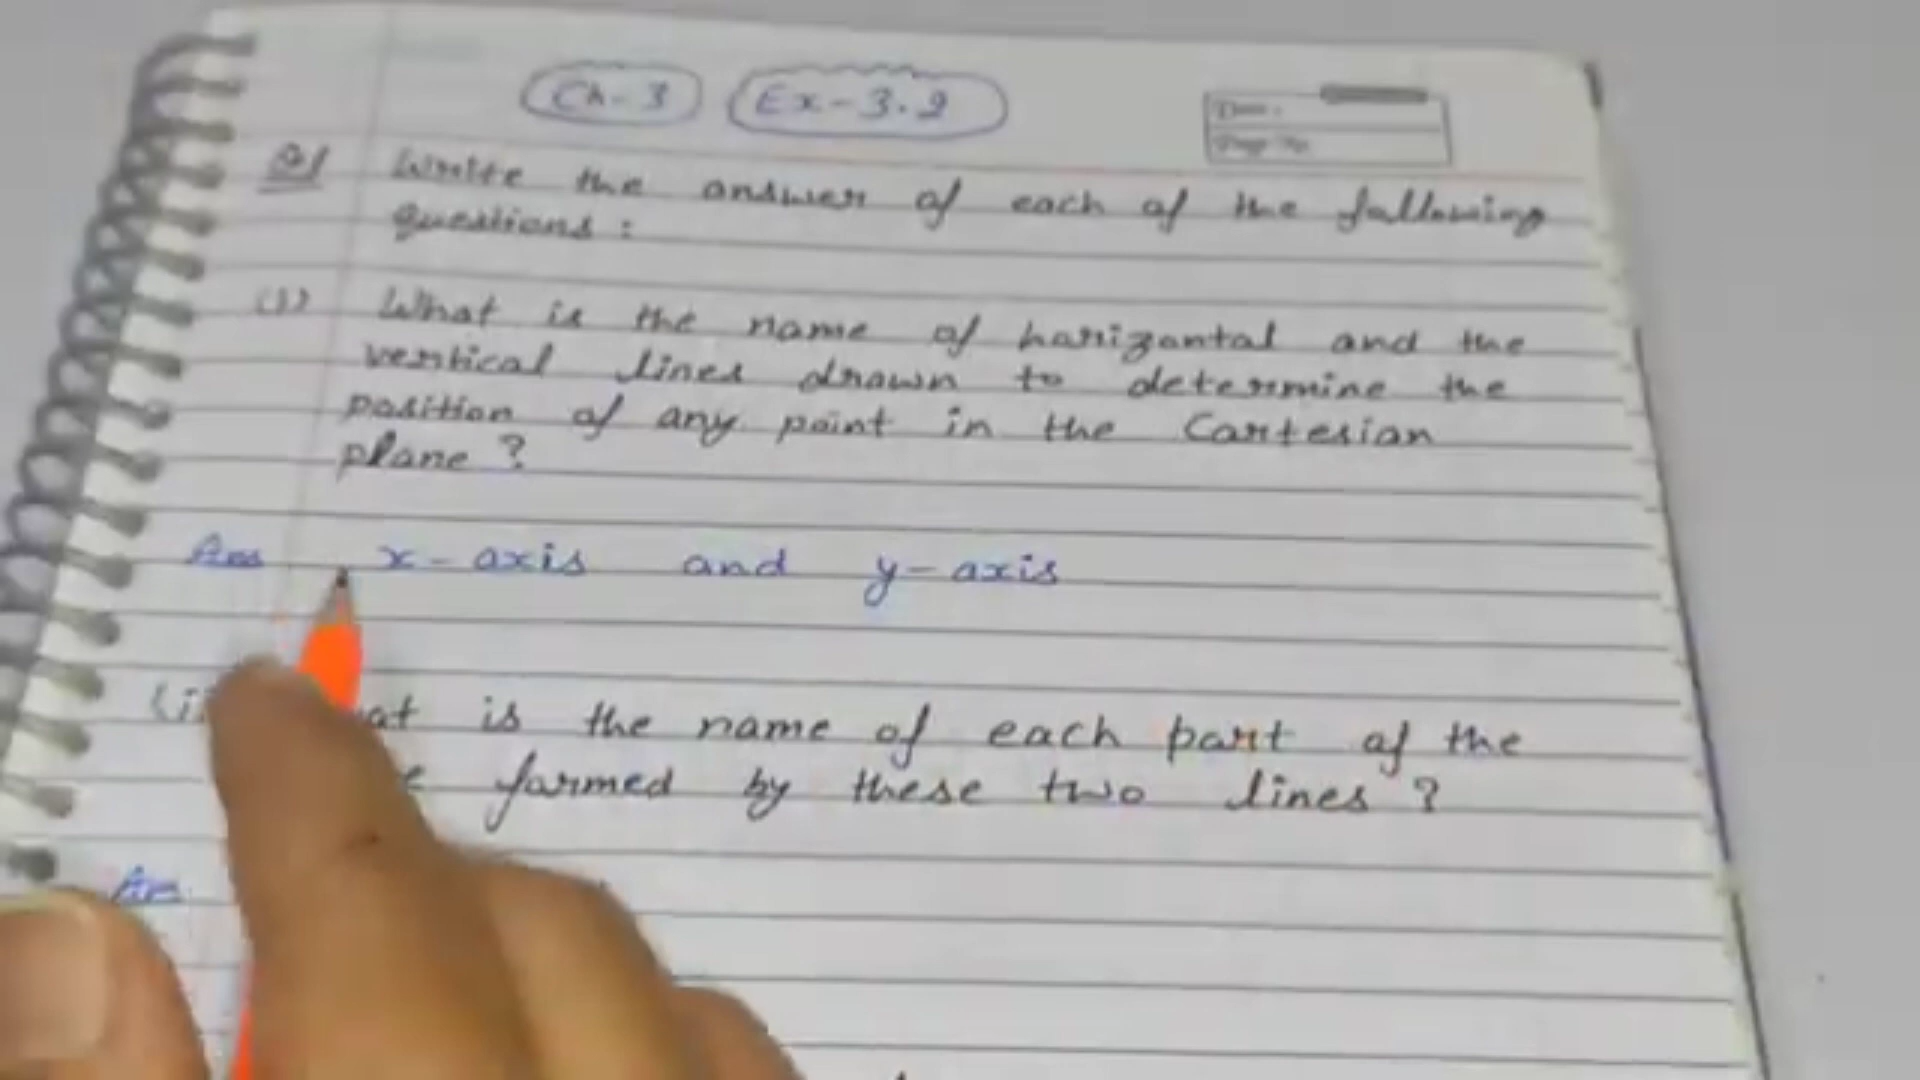 Ch-3 Ex-3.2
Q1 Write the answer of each of the following
questions:
(i) What is the name of horizontal and the
vertical lines drawn to determine the
position of any point in the Cartesian
plane?
Ans x-axis and y-axis
is the name of each part of the
formed by these two lines?
Ans